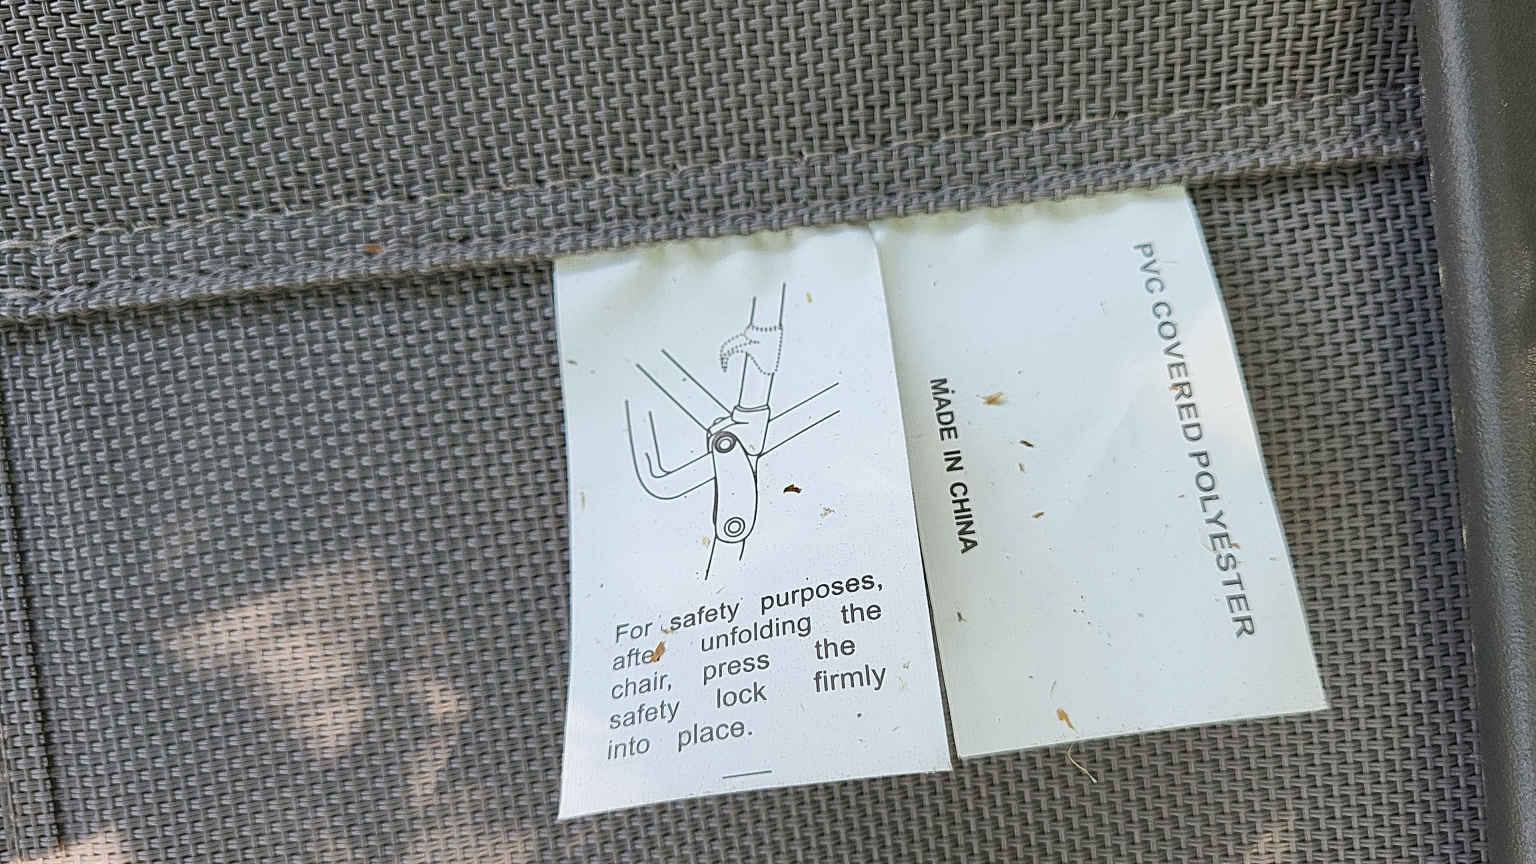 For safety purposes,
after unfolding the
chair, press the
safety lock firmly
into place.
MADE IN CHINA
PVC COVERED POLYESTER